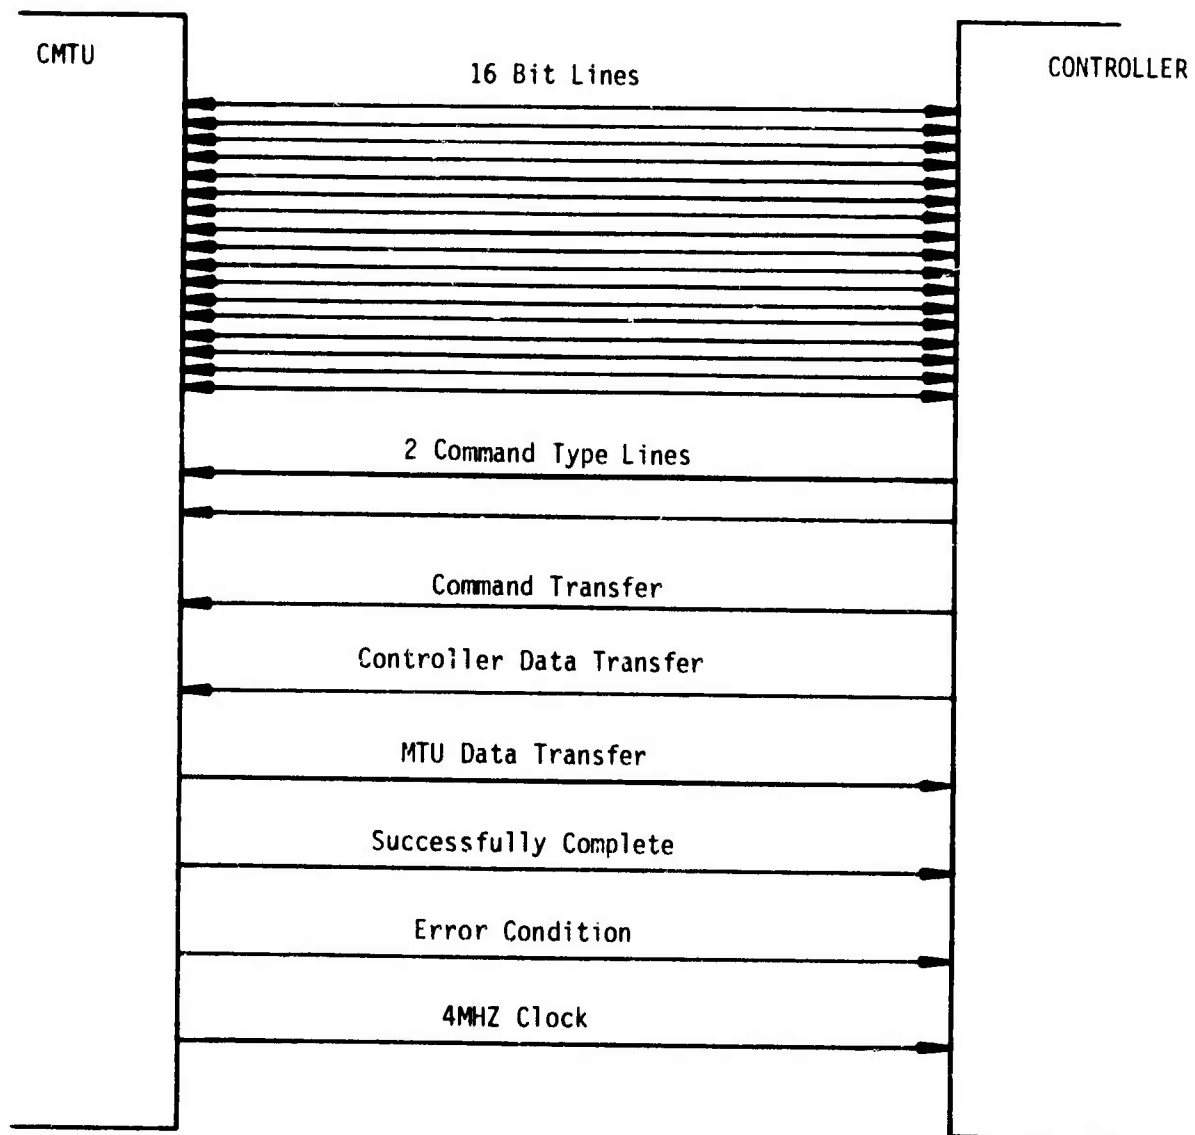 CMTU
16 Bit Lines
CONTROLLER
2 Command Type Lines
Command Transfer
Controller Data Transfer
MTU Data Transfer
Successfully Complete
Error Condition
4MHZ Clock